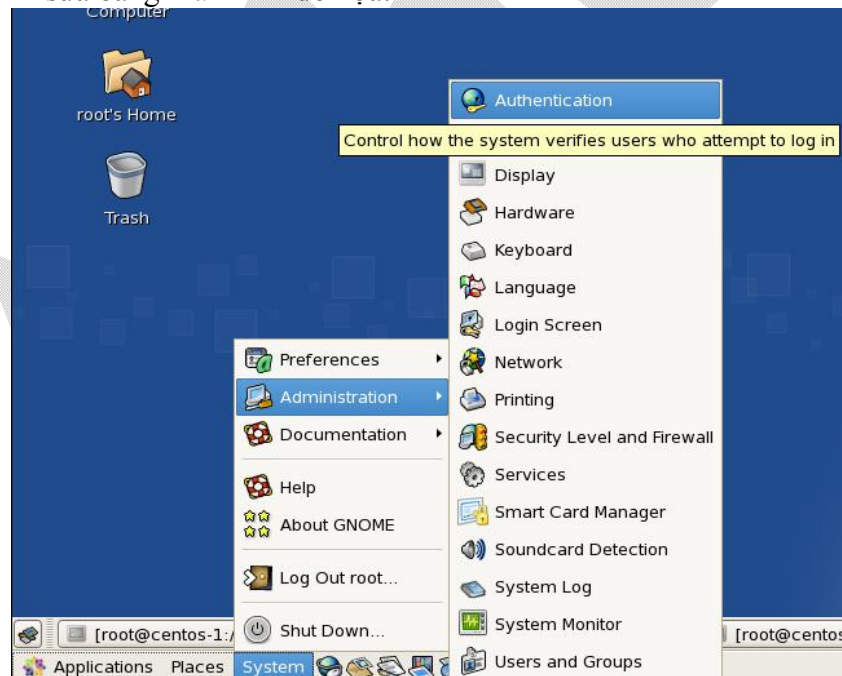 Computer
root's Home
Trash
Authentication
Control how the system verifies users who attempt to log in
Display
Hardware
Keyboard
Language
Login Screen
Network
Printing
Security Level and Firewall
Services
Smart Card Manager
Soundcard Detection
System Log
System Monitor
Users and Groups
Preferences
Administration
Documentation
Help
About GNOME
Log Out root...
Shut Down...
[root@centos-1:/
[root@centos
Applications Places System